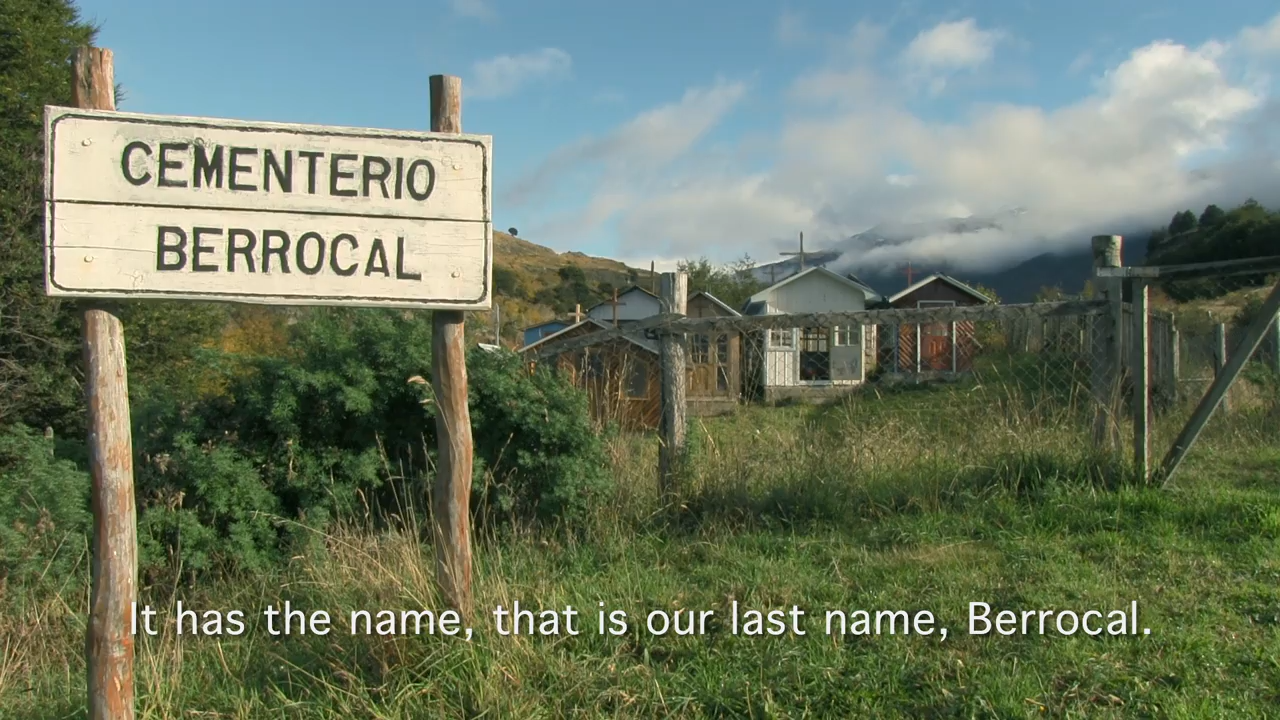 CEMENTERIO
BERROCAL
It has the name, that is our last name, Berrocal.